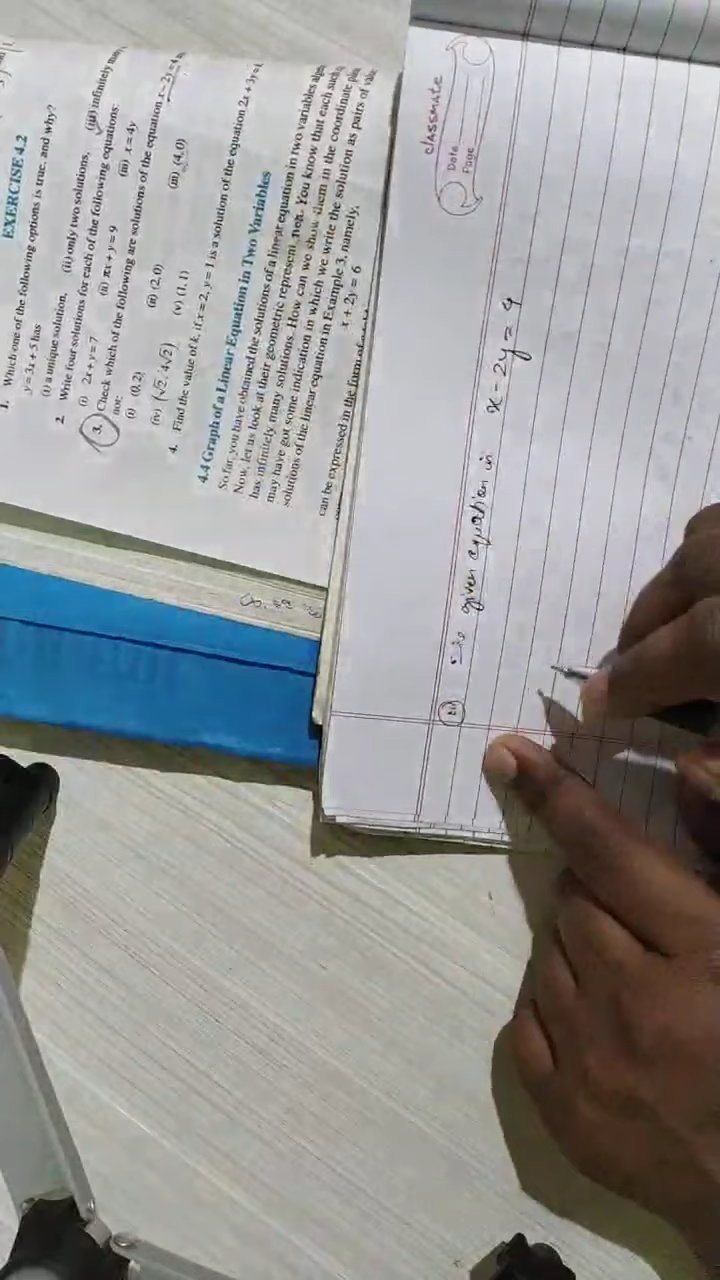 EXERCISE 4.2
1. Which one of the following options is true, and why?
y = 3x + 5 has
(i) a unique solution, (ii) only two solutions, (iii) infinitely
2. Write four solutions for each of the following equations:
(i) 2x + y = 7 (ii) πx + y = 9 (iii) x = 4y
3. Check which of the following are solutions of the equation x – 2y = 4
not:
(i) (0, 2) (ii) (2, 0) (iii) (4, 0)
(iv) (√2, 4√2) (v) (1, 1)
4. Find the value of k, if x = 2, y = 1 is a solution of the equation 2x + 3y =
4.4 Graph of a Linear Equation in Two Variables
So far, you have obtained the solutions of a linear equation in two variables
Now, let us look at their geometric representation. You know that each such
has infinitely many solutions. How can we show them in the coordinate
may have got some indication in which we write the solution as pairs of
solutions of the linear equation in Example 3, namely,
x + 2y = 6
can be expressed in the form of
classmate
Date
Page
given equation is x - 2y = 4